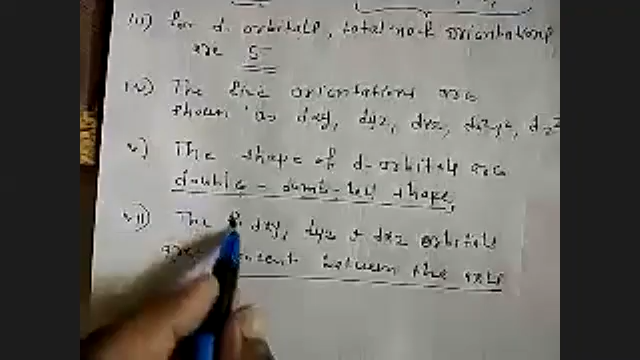 iii) For d-orbitals, total no. of orientations
are 5
iv) The five orientations are
shown as dxy, dyz, dxz, dx²-y², dz²
v) The shape of d-orbitals are
double-dumb-bell shape.
The dxy, dyz & dxz orbitals
are between the axis